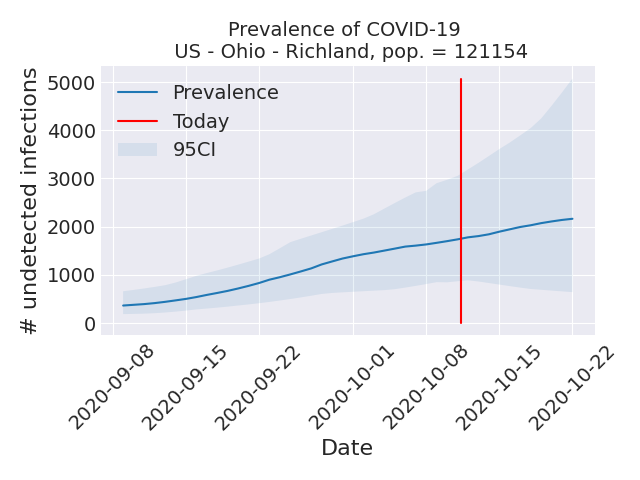 Prevalence of COVID-19
US - Ohio - Richland, pop. = 121154
# undetected infections
5000
4000
3000
2000
1000
0
Prevalence
Today
95CI
2020-09-08
2020-09-15
2020-09-22
2020-10-01
2020-10-08
2020-10-15
2020-10-22
Date